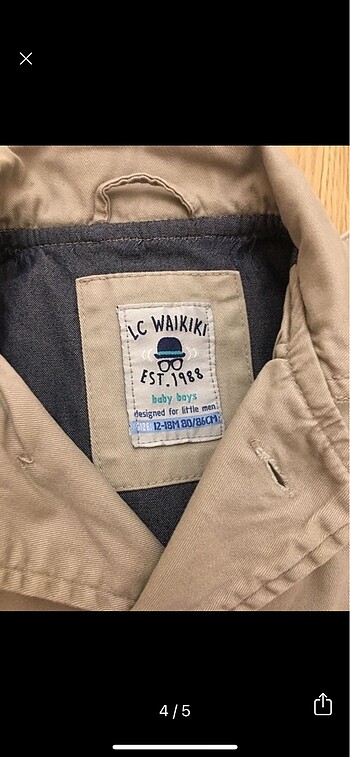 LC WAIKIKI
EST. 1988
baby boys
designed for little men
SIZE: 12-18M 80/86CM
4/5